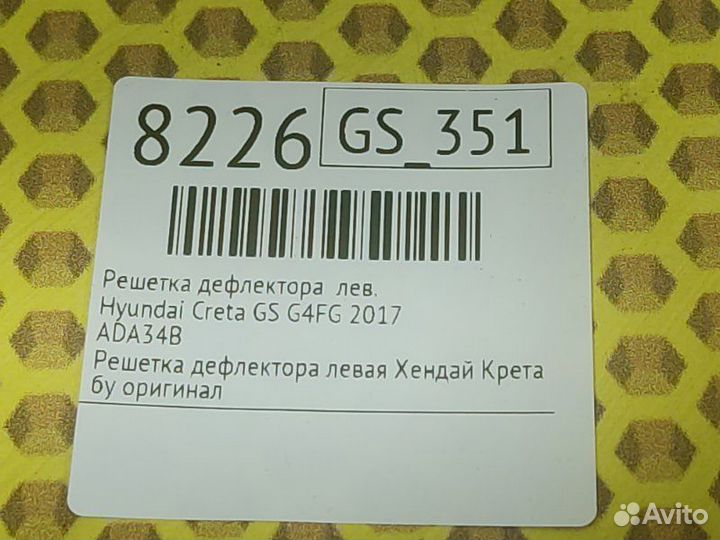 8226 GS_351
Решетка дефлектора лев.
Hyundai Creta GS G4FG 2017
ADA34B
Решетка дефлектора левая Хендай Крета
бу оригинал
Avito